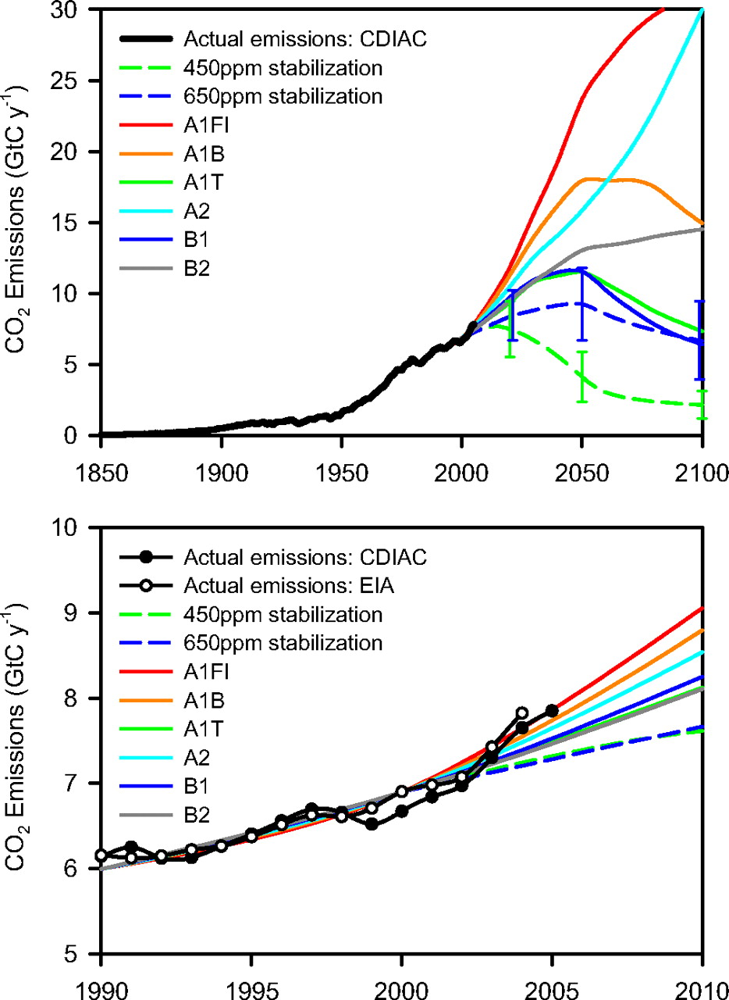 30
25
20
15
10
5
0
CO2 Emissions (GtC y-1)
Actual emissions: CDIAC
450ppm stabilization
650ppm stabilization
A1FI
A1B
A1T
A2
B1
B2
1850 1900 1950 2000 2050 2100
10
9
8
7
6
5
CO2 Emissions (GtC y-1)
Actual emissions: CDIAC
Actual emissions: EIA
450ppm stabilization
650ppm stabilization
A1FI
A1B
A1T
A2
B1
B2
1990 1995 2000 2005 2010